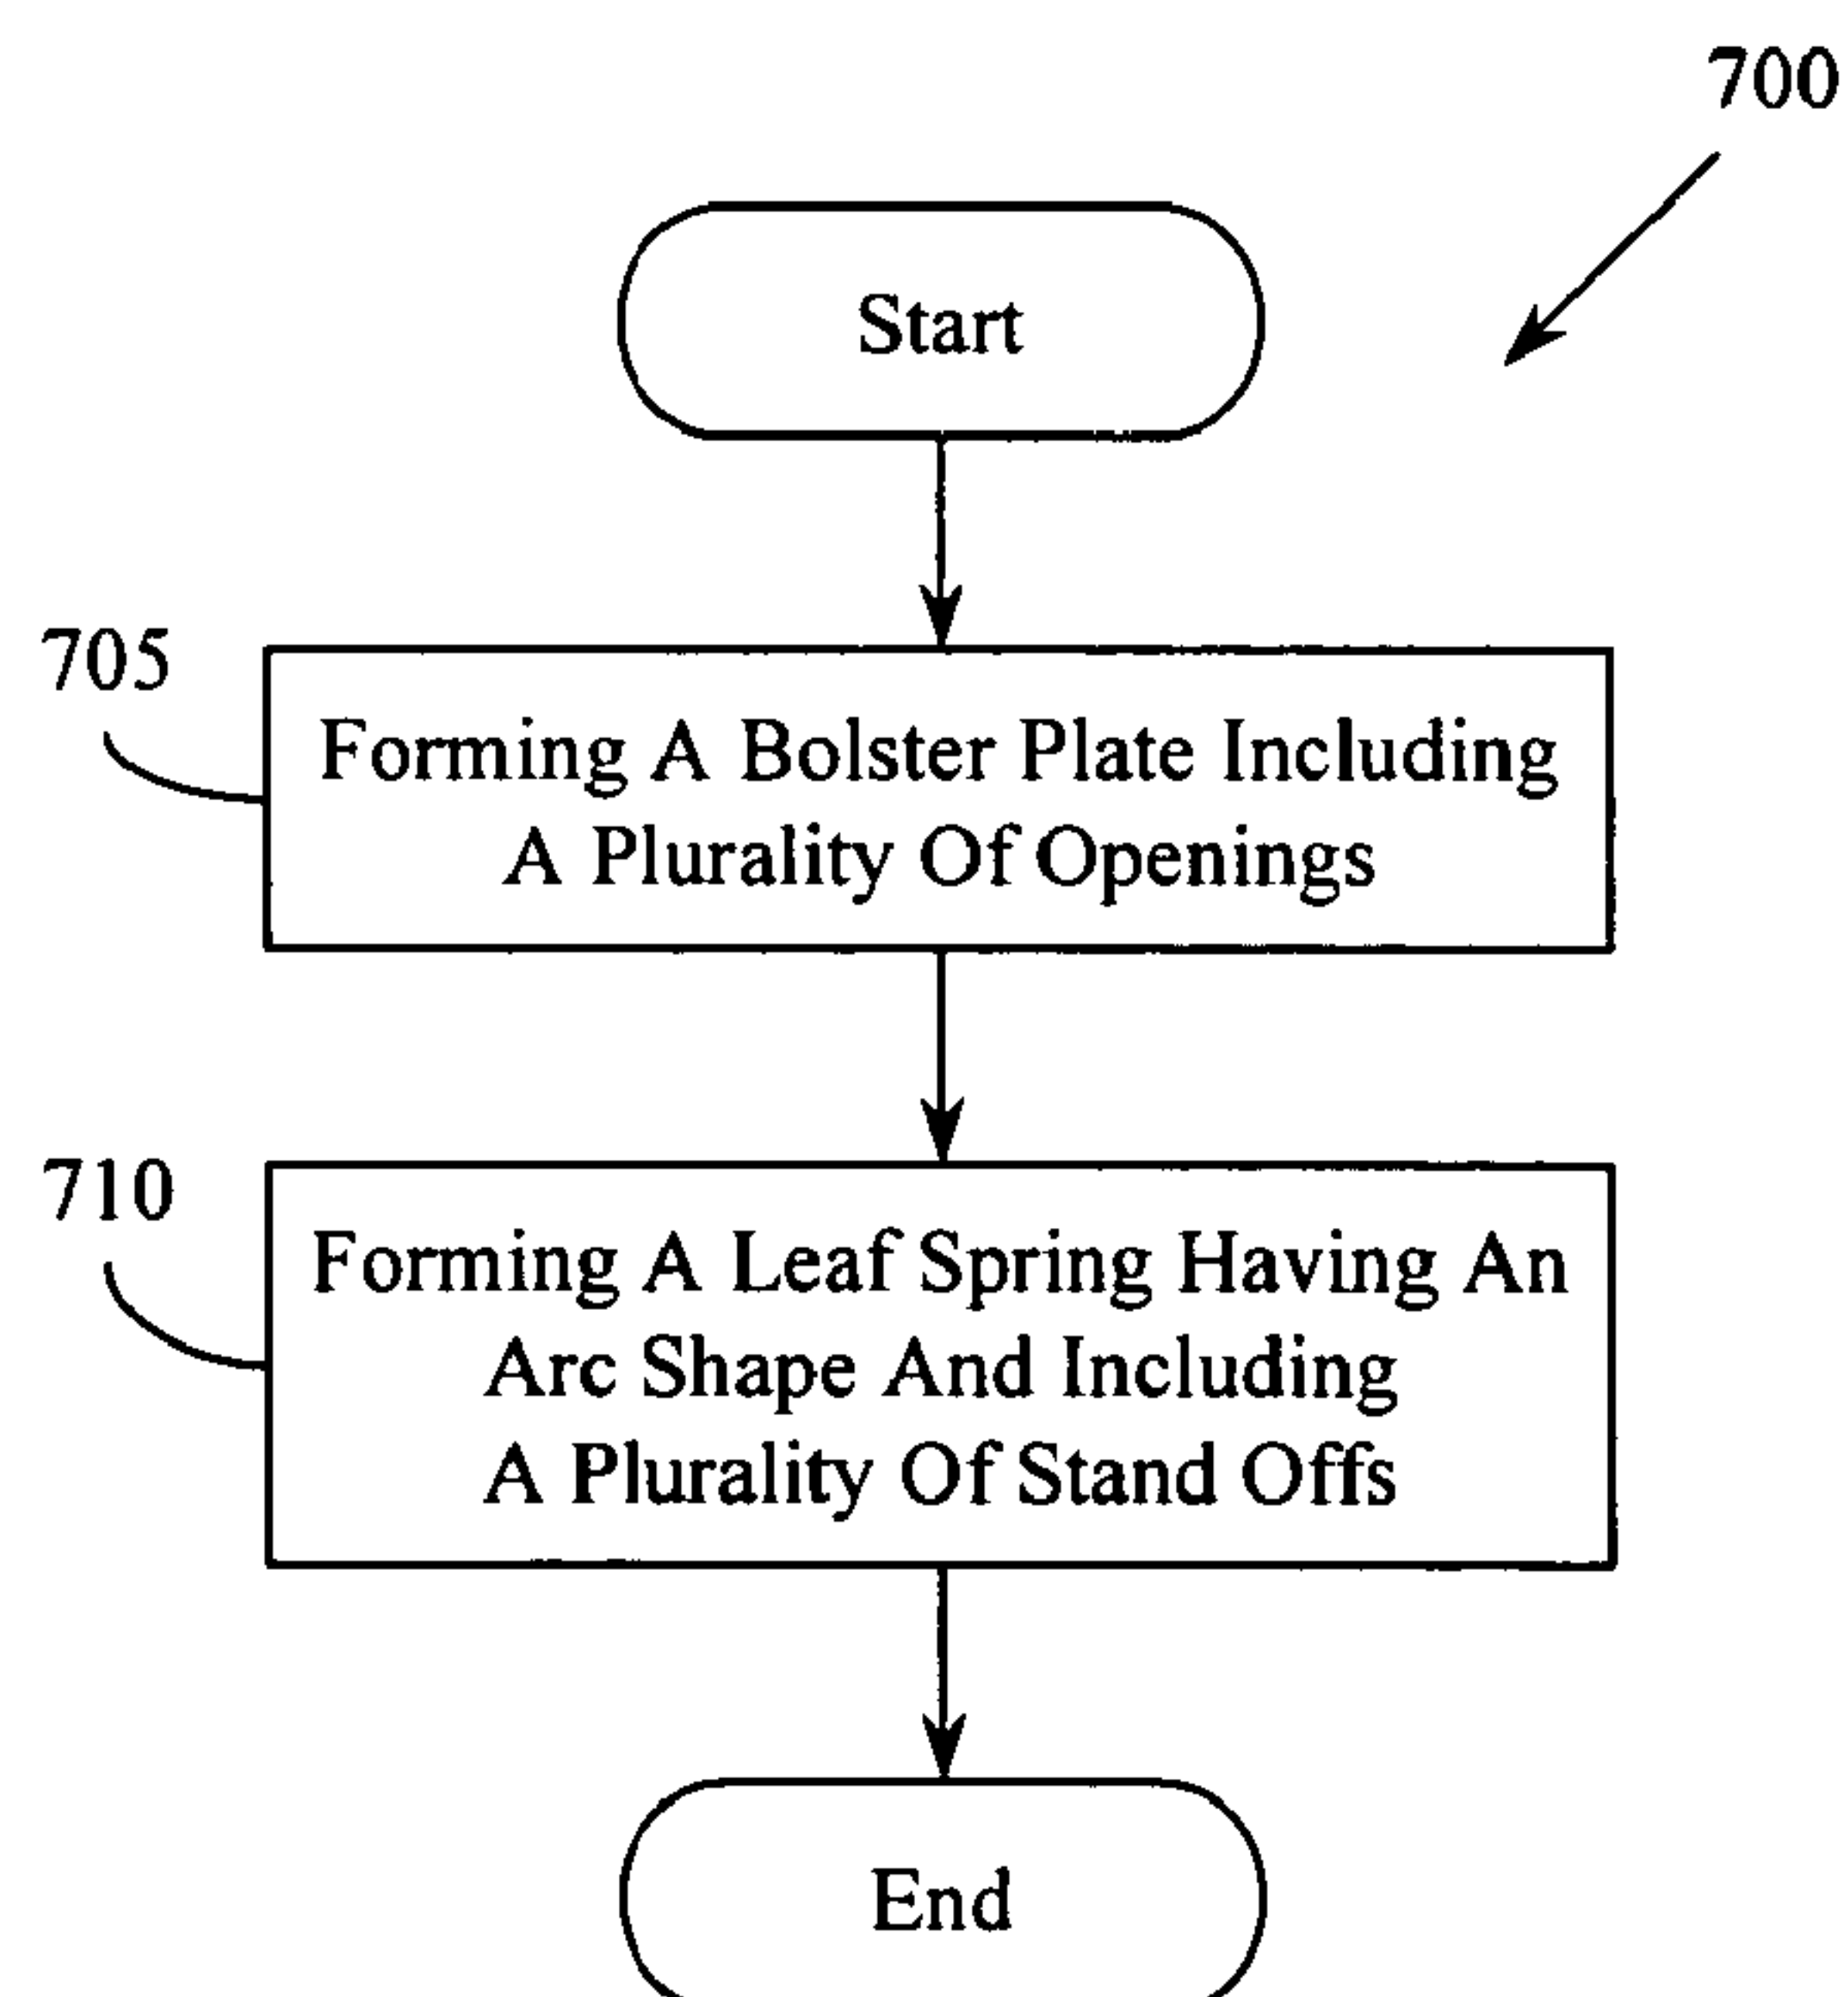 700
Start
705
Forming A Bolster Plate Including
A Plurality Of Openings
710
Forming A Leaf Spring Having An
Arc Shape And Including
A Plurality Of Stand Offs
End